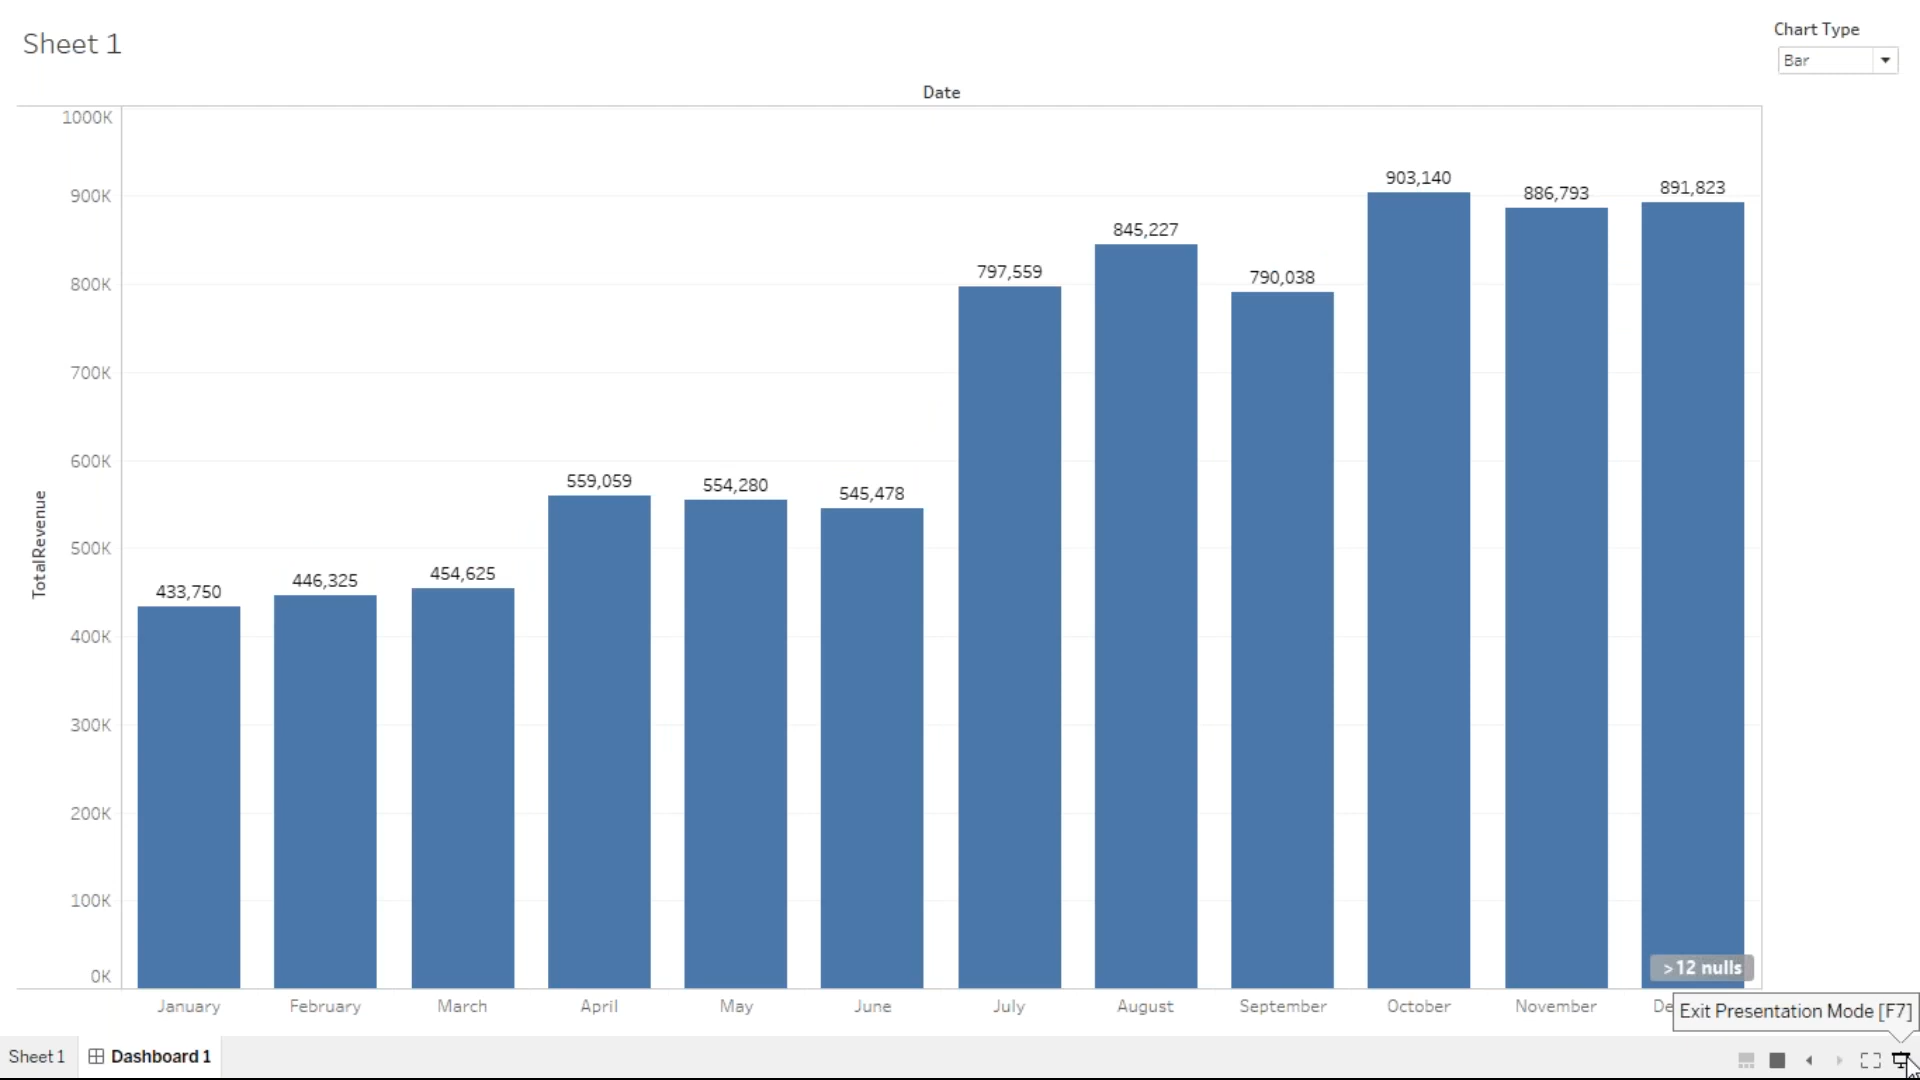 Sheet 1
Chart Type
Bar
Date
1000K
900K
800K
700K
600K
500K
400K
300K
200K
100K
0K
TotalRevenue
433,750
446,325
454,625
559,059
554,280
545,478
797,559
845,227
790,038
903,140
886,793
891,823
>12 nulls
January
February
March
April
May
June
July
August
September
October
November
De
Exit Presentation Mode [F7]
Sheet 1
Dashboard 1